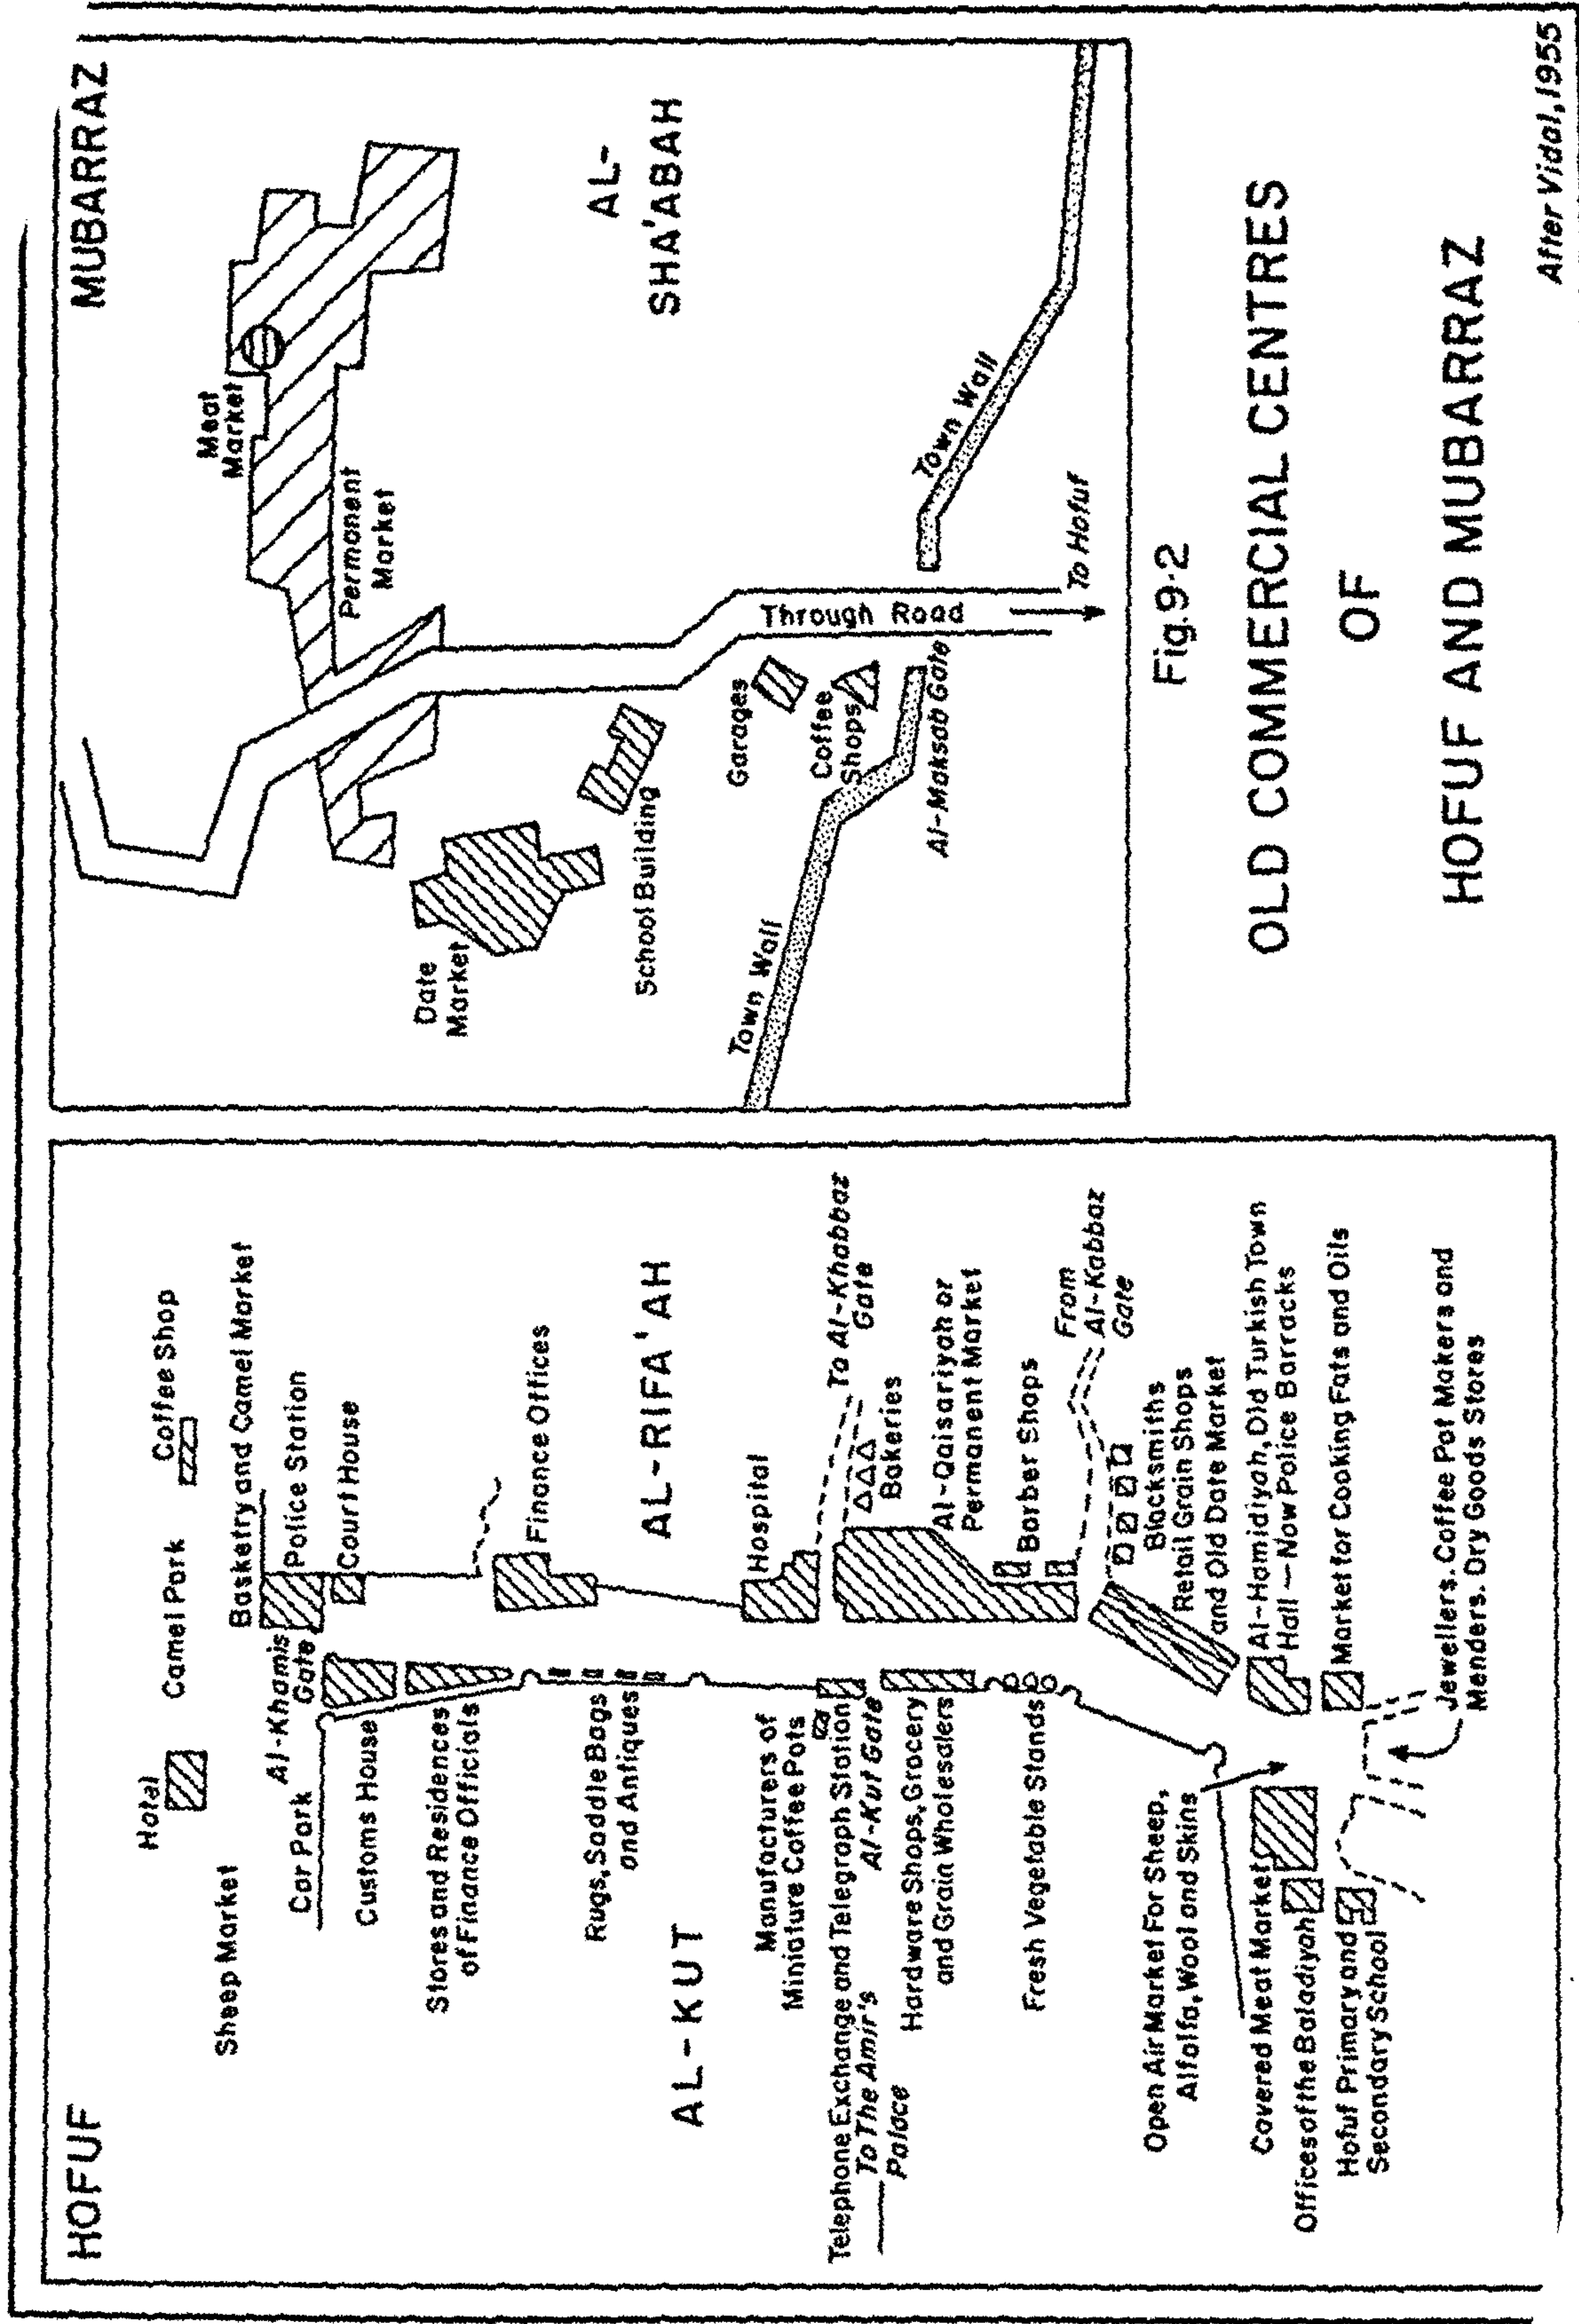 HOFUF
Hotal
Camel Park
Coffee Shop
Sheep Market
Basketry and Camel Market
Al-Khamis
Gate
Police Station
Car Park
Court House
Customs House
Stores and Residences
of Finance Officials
Finance Offices
Rugs, Saddle Bags
and Antiques
AL-KUT
AL-RIFA'AH
Manufacturers of
Miniature Coffee Pots
Hospital
Telephone Exchange and Telegraph Station
To The Amir's
Palace
Al-Kut Gate
To Al-Khabbaz
Gate
Bakeries
Hardware Shops, Grocery
and Grain Wholesalers
Al-Qaisariyah or
Permanent Market
Fresh Vegetable Stands
Barber Shops
From
Al-Kabbaz
Gate
Blacksmiths
Retail Grain Shops
and Old Date Market
Open Air Market For Sheep,
Alfalfa, Wool and Skins
Covered Meat Market
Offices of the Baladiyah
Hofuf Primary and
Secondary School
Al-Hamidiyah, Old Turkish Town
Hall - Now Police Barracks
Market for Cooking Fats and Oils
Jewellers. Coffee Pot Makers and
Menders. Dry Goods Stores
MUBARRAZ
Meat
Market
Permanent
Market
Date
Market
School Building
AL-
SHA'ABAH
Garages
Coffee
Shops
Through Road
Town Wall
Town Wall
Al-Maksab Gate
To Hofuf
Fig. 9·2
OLD COMMERCIAL CENTRES
OF
HOFUF AND MUBARRAZ
After Vidal, 1955